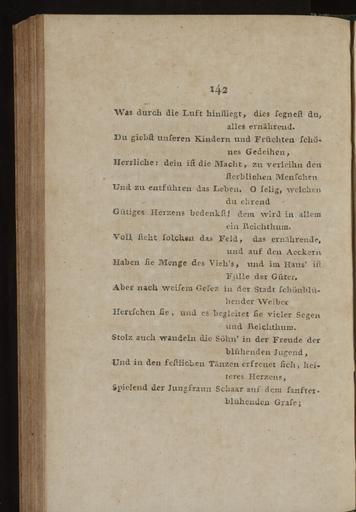 142
Was durch die Luft hinfliegt, dies ſegneſt du,
alles ernährend.
Du giebſt unſeren Kindern und Früchten ſchö-
nes Gedeihen,
Herrliche: dein iſt die Macht, zu verleihn den
ſterblichen Menſchen
Und zu entführen das Leben. O ſelig, welchen
du ehrend
Gütiges Herzens bedenkſt! dem wird in allem
ein Reichthum.
Voll ſteht ſolchen das Feld, das ernährende,
und auf den Aeckern
Haben ſie Menge des Vieh's, und im Haus' iſt
Fülle der Güter.
Aber nach weiſem Geſez in der Stadt ſchönblü-
hender Weiber
Herrſchen ſie, und es begleitet ſie vieler Segen
und Reichthum.
Stolz auch wandeln die Söhn' in der Freude der
blühenden Jugend,
Und in den feſtlichen Tänzen erfreuet ſich, hei-
teres Herzens,
Spielend der Jungfraun Schaar auf dem ſanfter-
blühenden Graſe;